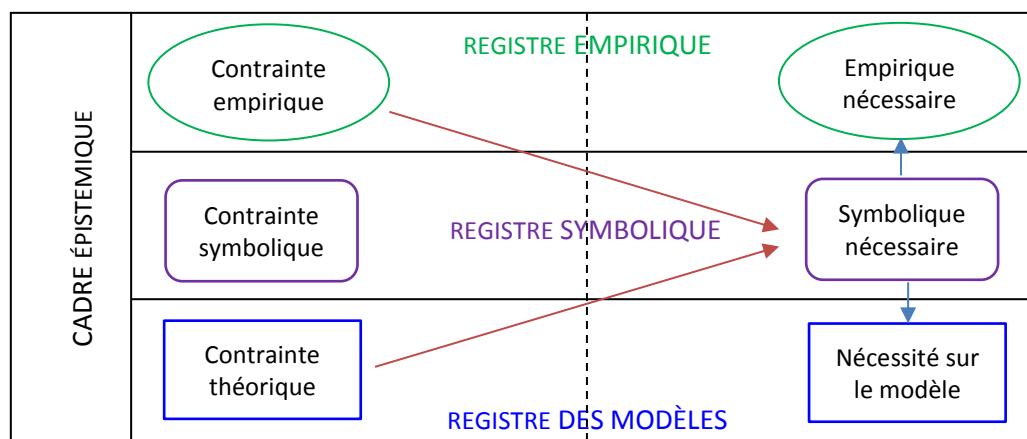 CADRE ÉPISTEMIQUE
REGISTRE EMPIRIQUE
Contrainte
empirique
Empirique
nécessaire
Contrainte
symbolique
REGISTRE SYMBOLIQUE
Symbolique
nécessaire
Contrainte
théorique
Nécessité sur
le modèle
REGISTRE DES MODÈLES